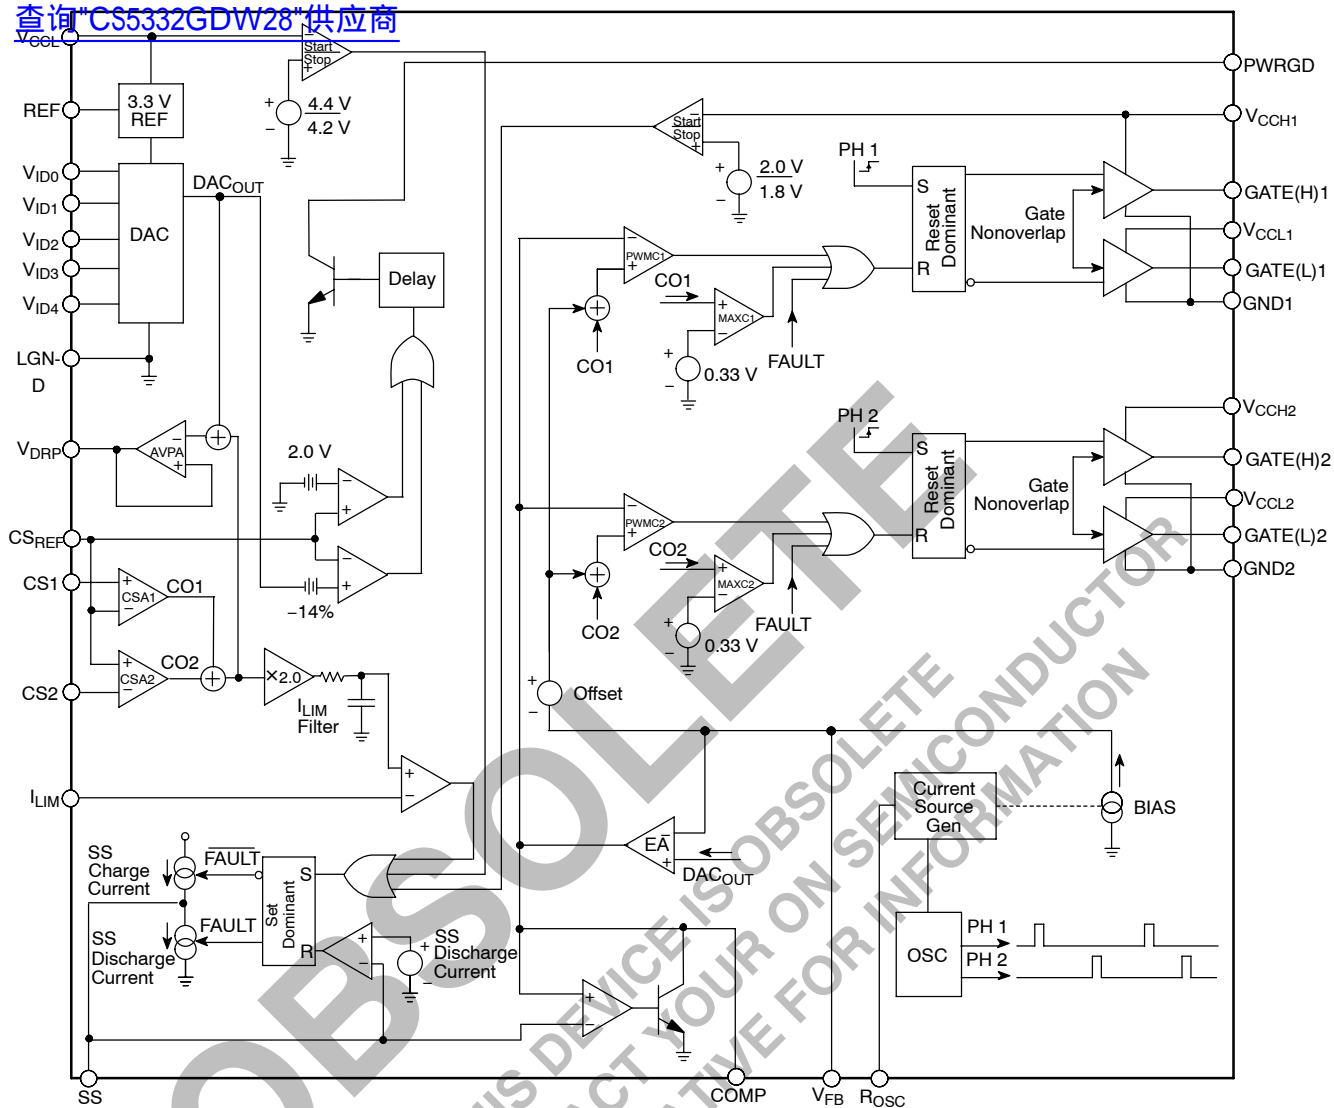 查询"CS5332GDW28"供应商
VCCL
Start
Stop
4.4 V
4.2 V
PWRGD
REF
3.3 V
REF
VCCH1
Start
Stop
2.0 V
1.8 V
PH 1
VID0
VID1
VID2
VID3
VID4
DAC
DACOUT
S
R
Reset
Dominant
Gate
Nonoverlap
GATE(H)1
VCCL1
GATE(L)1
GND1
Delay
PWMC1
CO1
MAXC1
CO1
0.33 V
FAULT
LGN-
D
PH 2
VCCH2
VDRP
AVPA
2.0 V
S
R
Reset
Dominant
Gate
Nonoverlap
GATE(H)2
VCCL2
GATE(L)2
GND2
PWMC2
CO2
MAXC2
CO2
0.33 V
FAULT
CSREF
CS1
CSA1
CO1
−14%
CS2
CSA2
CO2
×2.0
ILIM
Filter
Offset
ILIM
Current
Source
Gen
BIAS
EA
DACOUT
SS
Charge
Current
FAULT
S
R
Set
Dominant
FAULT
SS
Discharge
Current
SS
Discharge
Current
OSC
PH 1
PH 2
SS
COMP
VFB
ROSC
OBSOLETE
THIS DEVICE IS OBSOLETE
ACT YOUR ON SEMICONDUCTOR
ATIVE FOR INFORMATION